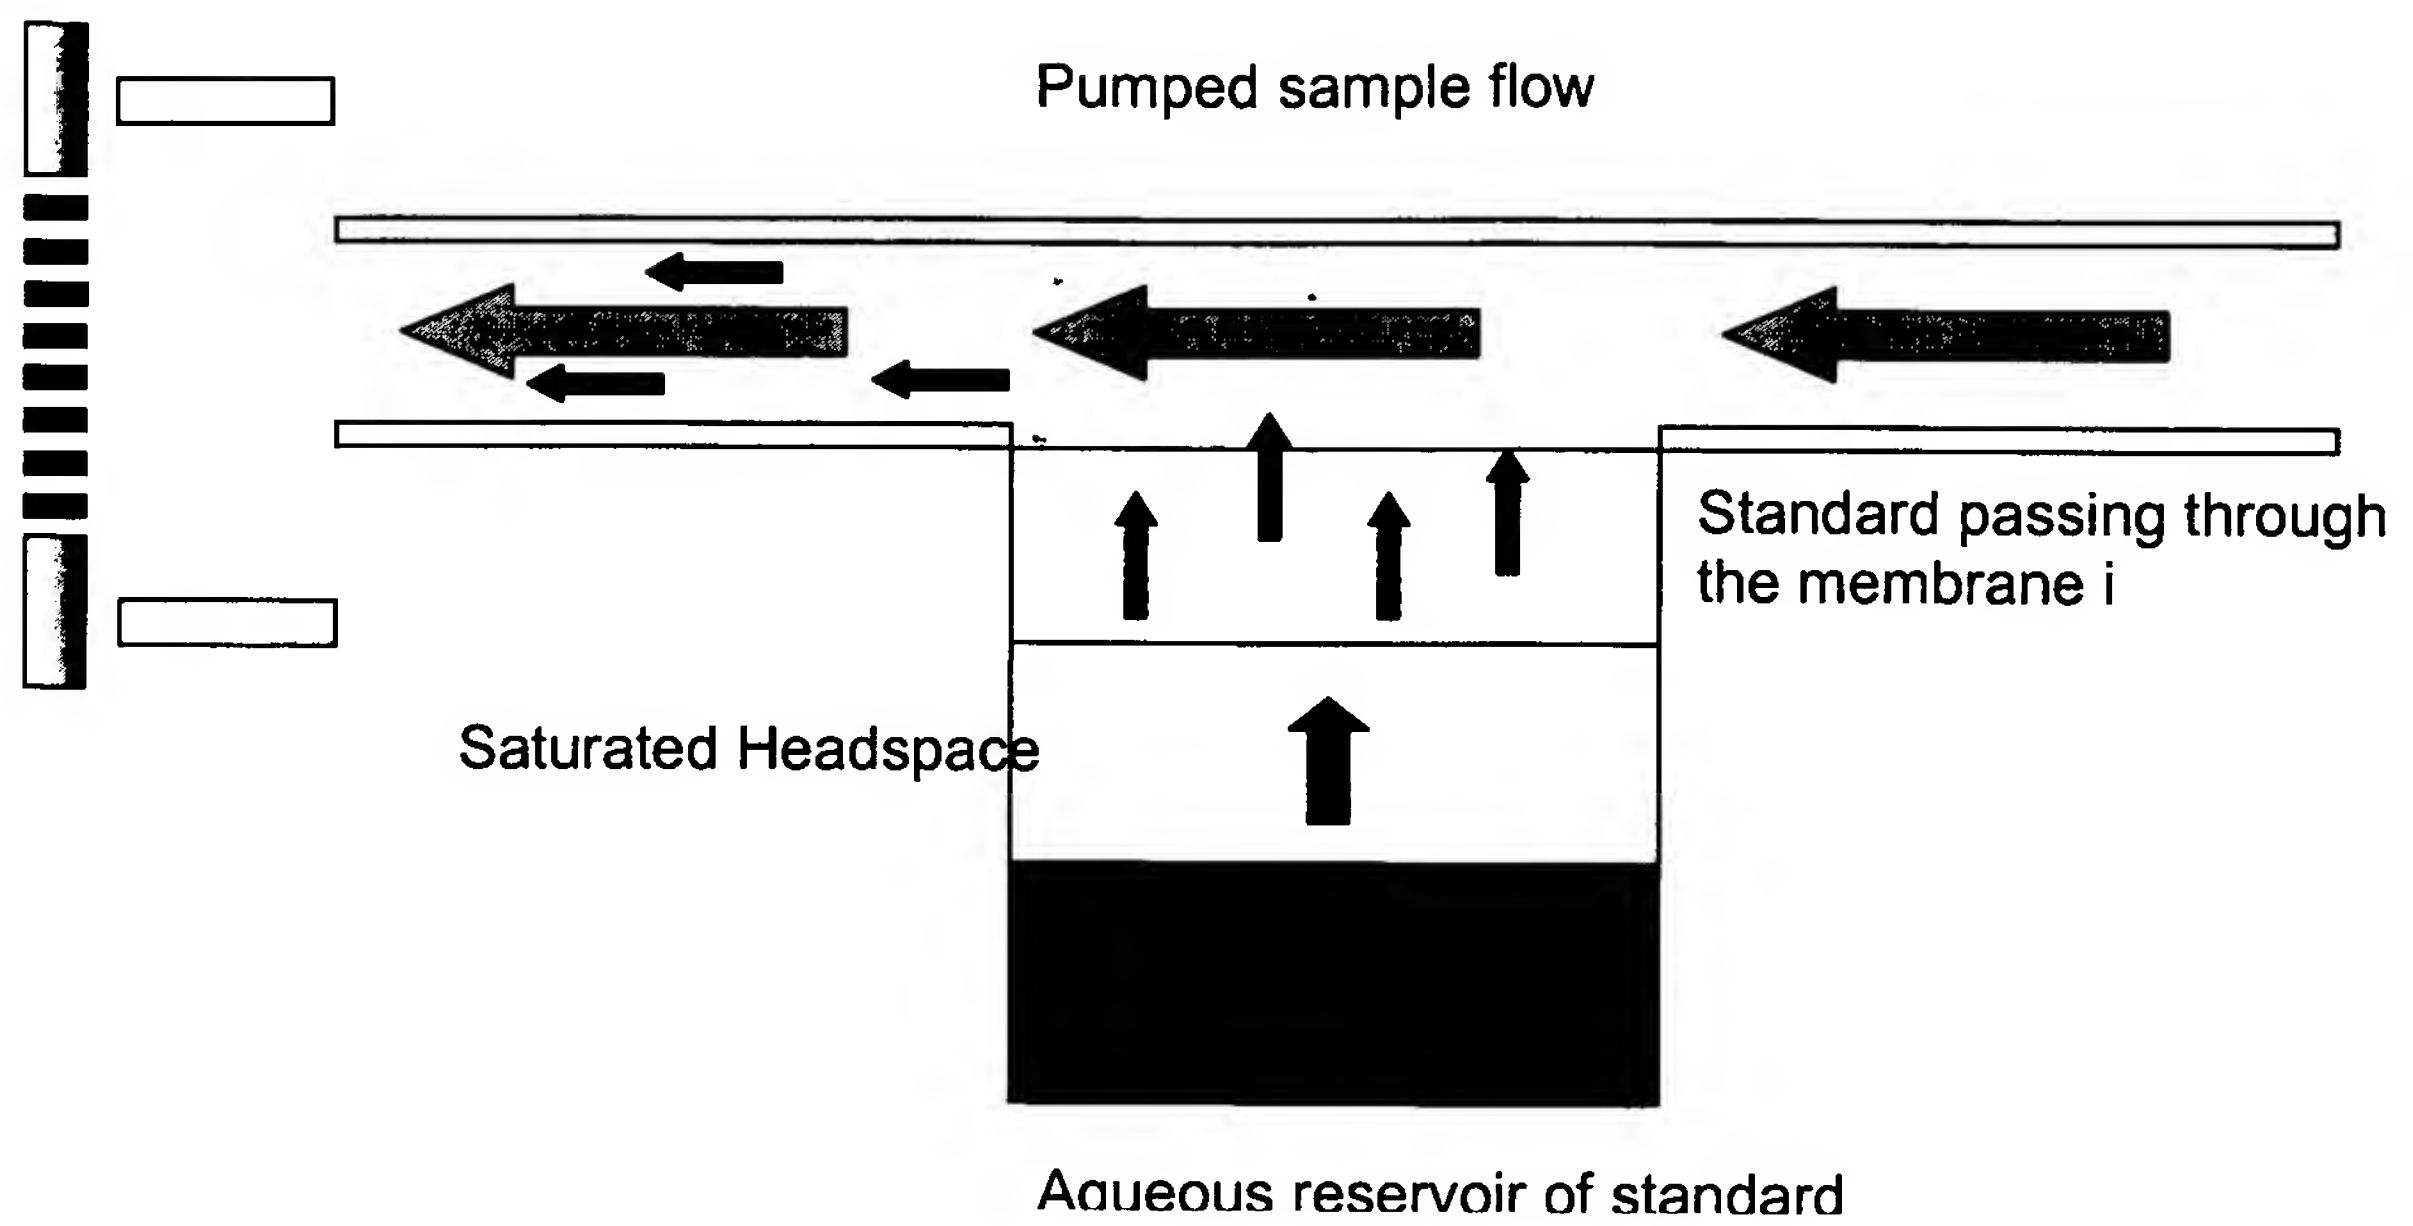 Pumped sample flow
Standard passing through
the membrane i
Saturated Headspace
Aqueous reservoir of standard